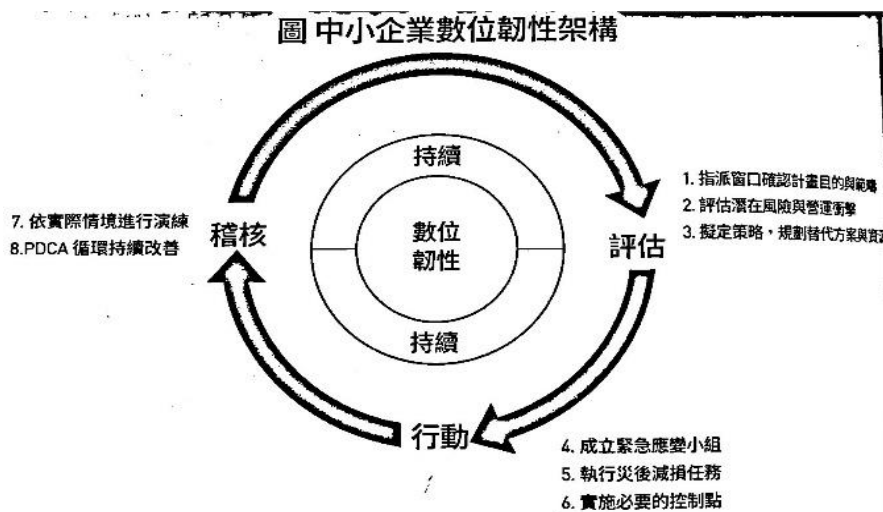 圖 中小企業數位韌性架構
持續
數位
韌性
持續
評估
1. 指派窗口確認計畫目的與範疇
2. 評估潛在風險與營運衝擊
3. 擬定策略，規劃替代方案與資
行動
4. 成立緊急應變小組
5. 執行災後減損任務
6. 實施必要的控制點
稽核
7. 依實際情境進行演練
8.PDCA 循環持續改善